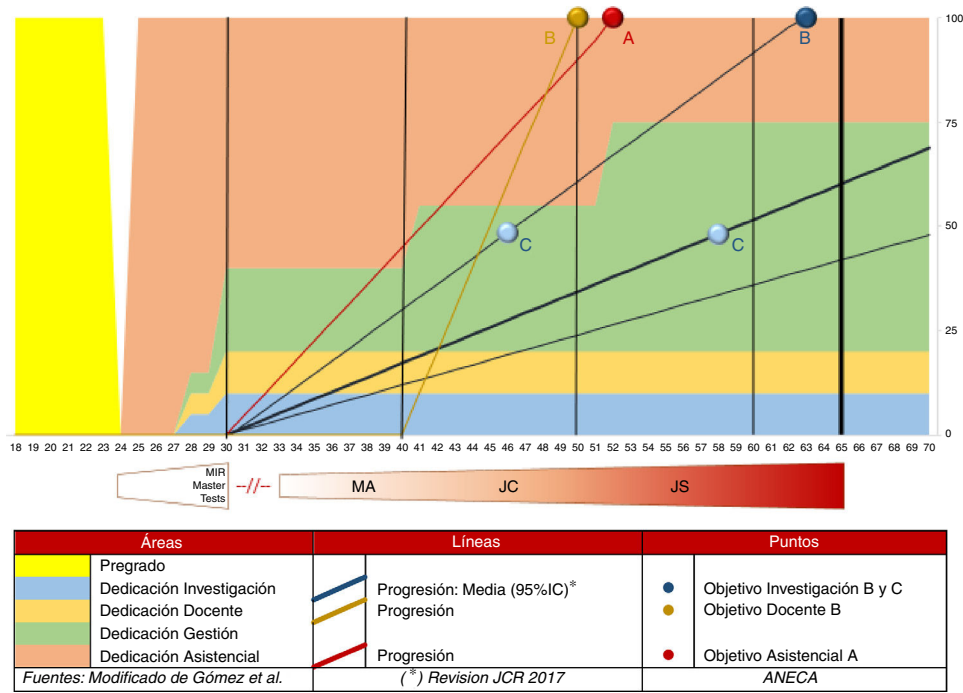 100
B
A
B
75
C
C
50
25
0
18 19 20 21 22 23 24 25 26 27 28 29 30 31 32 33 34 35 36 37 38 39 40 41 42 43 44 45 46 47 48 49 50 51 52 53 54 55 56 57 58 59 60 61 62 63 64 65 66 67 68 69 70
MIR
Master
Tests
--//--
MA
JC
JS
Áreas Líneas Puntos
Pregrado
Dedicación Investigación Progresión: Media (95%IC)* Objetivo Investigación B y C
Dedicación Docente Progresión Objetivo Docente B
Dedicación Gestión
Dedicación Asistencial Progresión Objetivo Asistencial A
Fuentes: Modificado de Gómez et al. (*) Revision JCR 2017 ANECA